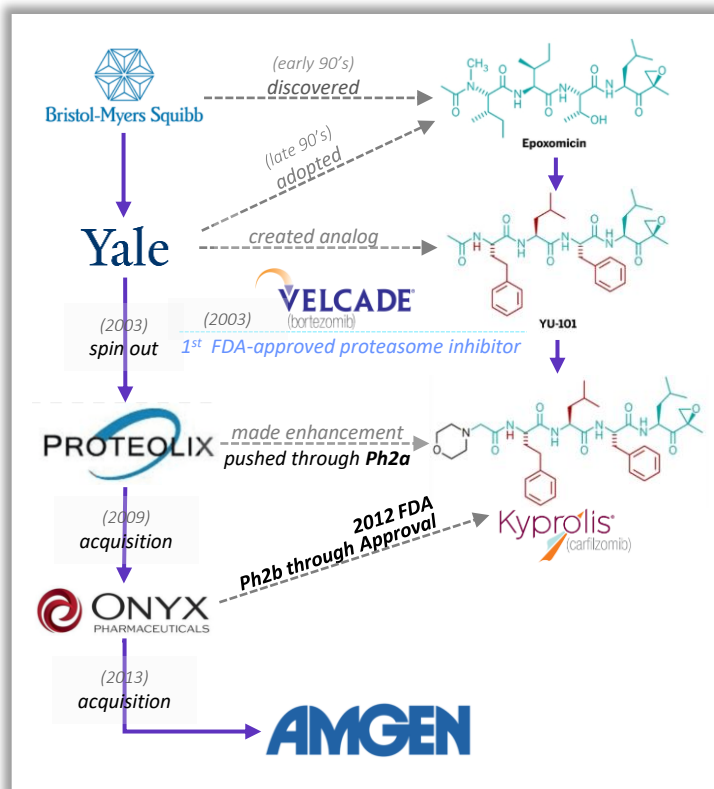 Bristol-Myers Squibb
(early 90's)
discovered
Epoxomicin
(late 90's)
adopted
Yale
created analog
YU-101
VELCADE®
(bortezomib)
(2003)
spin out
(2003)
1st FDA-approved proteasome inhibitor
PROTEOLIX
made enhancement
pushed through Ph2a
Kyprolis®
(carfilzomib)
(2009)
acquisition
2012 FDA
Ph2b through Approval
ONYX
PHARMACEUTICALS
(2013)
acquisition
AMGEN